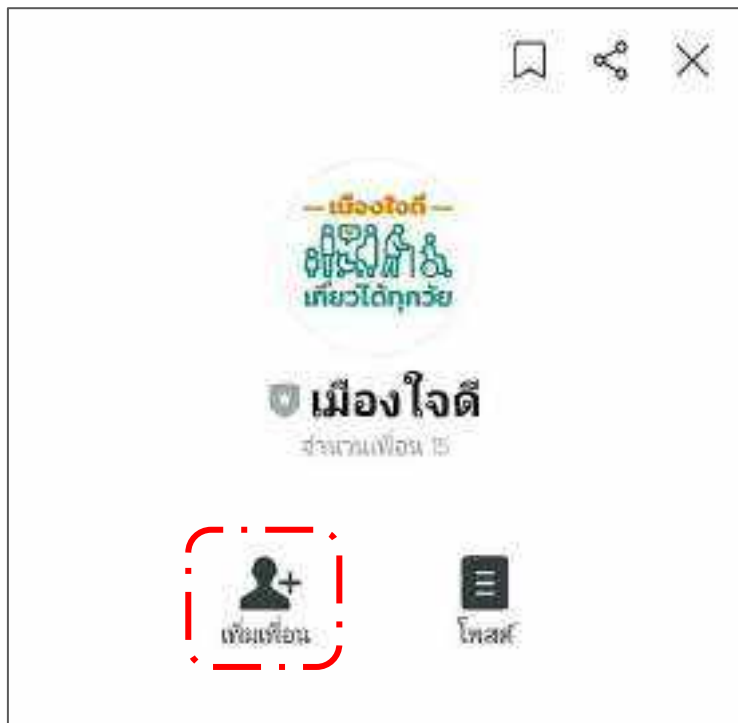 เมืองใจดี
เที่ยวได้ทุกวัย
เมืองใจดี
จำนวนเพื่อน 15
เพิ่มเพื่อน
โพสต์